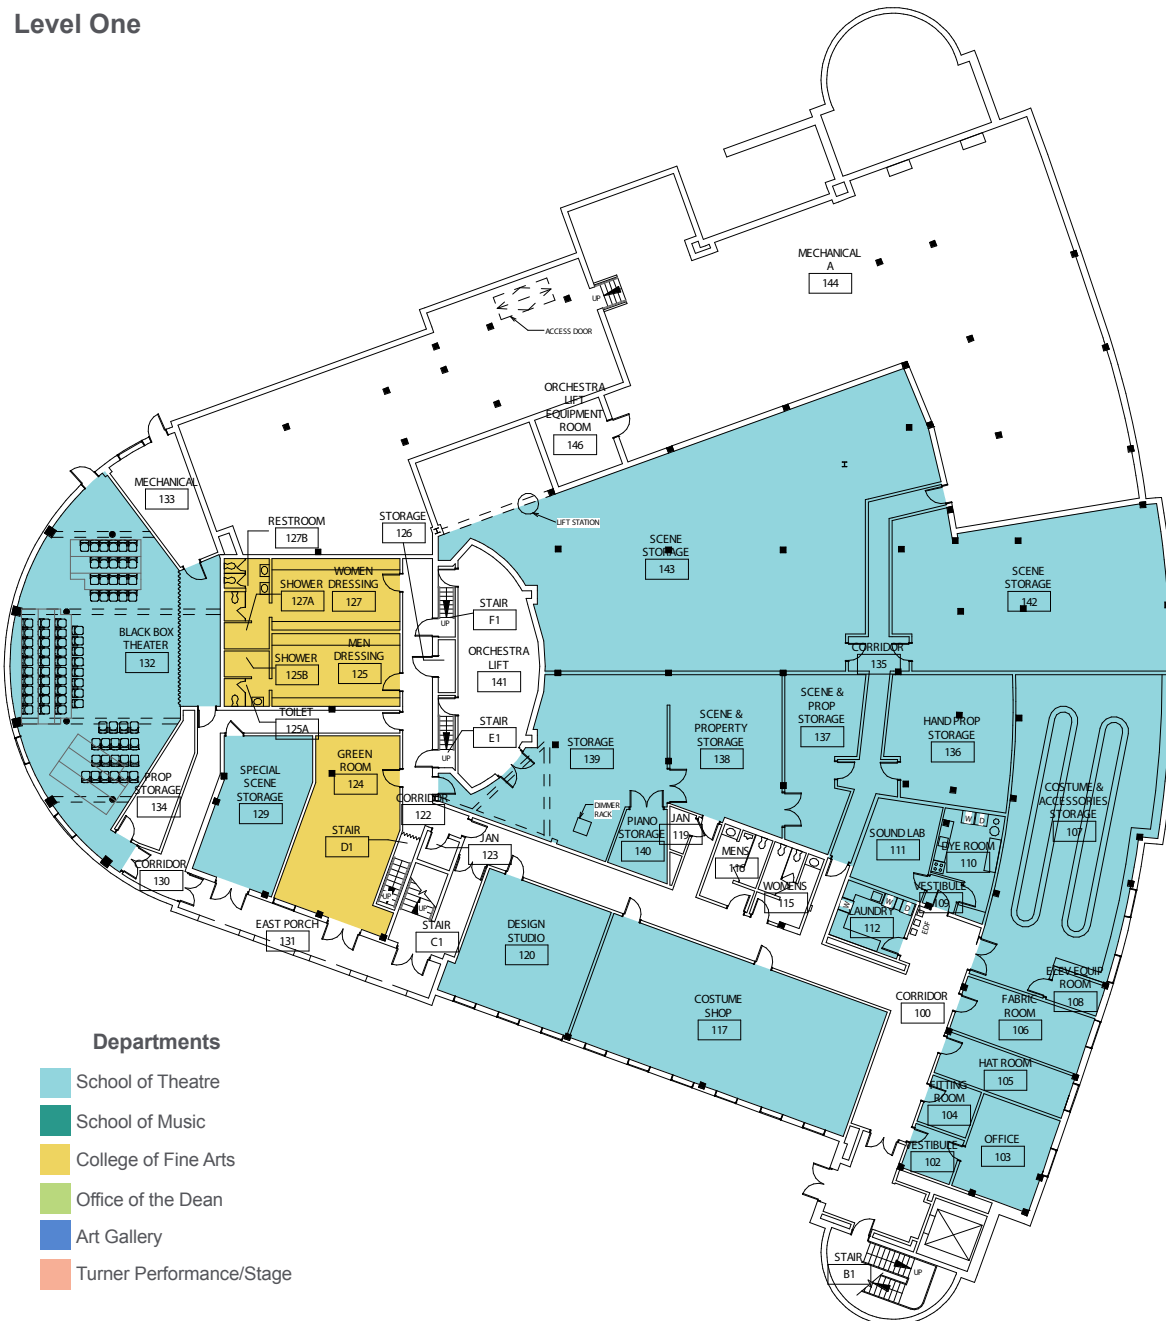 Level One
MECHANICAL
A
144
UP
ACCESS DOOR
ORCHESTRA
LIFT
EQUIPMENT
ROOM
146
MECHANICAL
133
RESTROOM
127B
STORAGE
126
LIFT STATION
SCENE
STORAGE
143
SCENE
STORAGE
142
SHOWER
127A
WOMEN
DRESSING
127
STAIR
F1
UP
BLACK BOX
THEATER
132
SHOWER
125B
MEN
DRESSING
125
ORCHESTRA
LIFT
141
CORRIDOR
135
TOILET
125A
STAIR
E1
UP
SCENE &
PROP
STORAGE
137
SCENE &
PROPERTY
STORAGE
138
HAND PROP
STORAGE
136
STORAGE
139
GREEN
ROOM
124
SPECIAL
SCENE
STORAGE
129
PROP
STORAGE
134
CORRIDOR
122
COSTUME &
ACCESSORIES
STORAGE
107
DIMMER
RACK
PIANO
STORAGE
140
JAN
119
STAIR
D1
JAN
123
MENS
116
SOUND LAB
111
W
D
DYE ROOM
110
CORRIDOR
130
WOMENS
115
VESTIBULE
109
UP
UP
W
W
D
LAUNDRY
112
EDF
EAST PORCH
131
STAIR
C1
DESIGN
STUDIO
120
ELEV EQUIP
ROOM
108
COSTUME
SHOP
117
CORRIDOR
100
FABRIC
ROOM
106
HAT ROOM
105
FITTING
ROOM
104
OFFICE
103
VESTIBULE
102
STAIR
B1
UP
Departments
School of Theatre
School of Music
College of Fine Arts
Office of the Dean
Art Gallery
Turner Performance/Stage